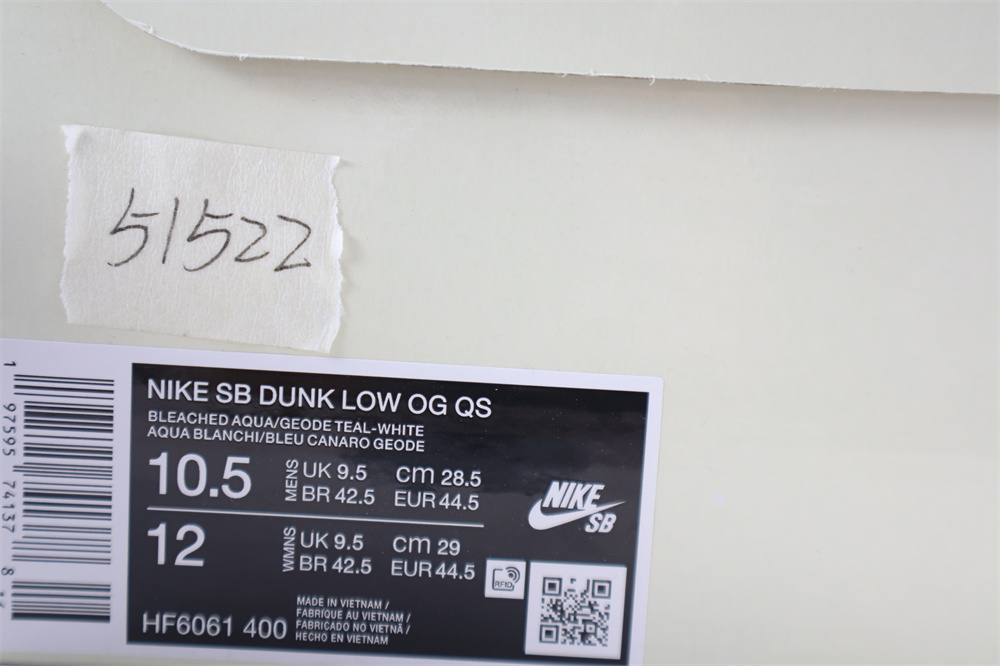 51522
NIKE SB DUNK LOW OG QS
BLEACHED AQUA/GEODE TEAL-WHITE
AQUA BLANCHI/BLEU CANARO GEODE
10.5 MENS UK 9.5 cm 28.5
BR 42.5 EUR 44.5
12 WMNS UK 9.5 cm 29
BR 42.5 EUR 44.5
NIKE
SB
RFID
HF6061 400
MADE IN VIETNAM /
FABRIQUE AU VIETNAM /
FABRICADO NO VIETNÃ /
HECHO EN VIETNAM
1 97595 74137 8